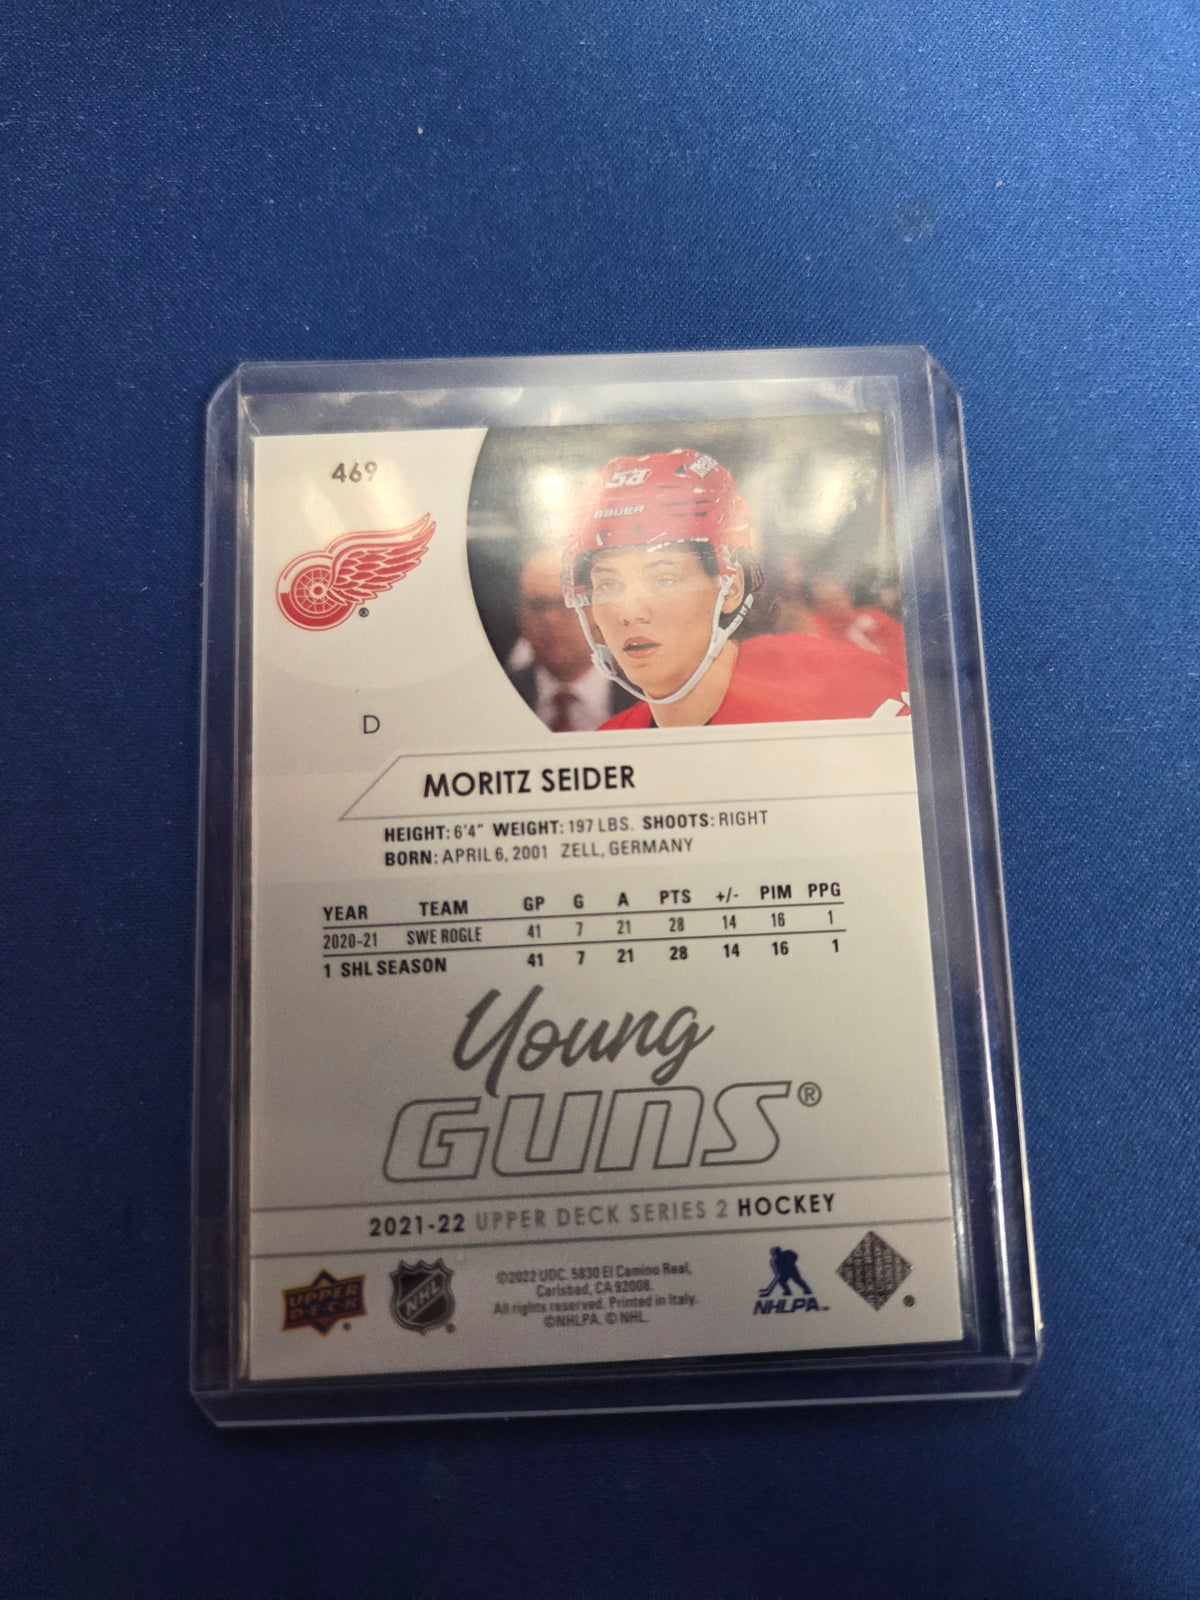 469
58
BAUER
D
MORITZ SEIDER
HEIGHT: 6'4" WEIGHT: 197 LBS. SHOOTS: RIGHT
BORN: APRIL 6, 2001 ZELL, GERMANY
YEAR TEAM GP G A PTS +/- PIM PPG
2020-21 SWE ROGLE 41 7 21 28 14 16 1
1 SHL SEASON 41 7 21 28 14 16 1
Young
GUNS®
2021-22 UPPER DECK SERIES 2 HOCKEY
UPPER
DECK
®
NHL
®
©2022 UDC. 5830 El Camino Real,
Carlsbad, CA 92008.
All rights reserved. Printed in Italy.
©NHLPA. © NHL.
NHLPA™
®